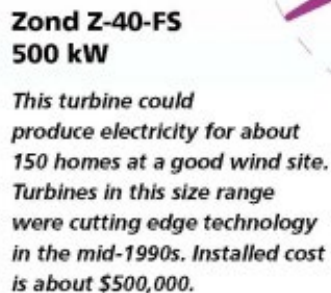 Zond Z-40-FS
500 kW
This turbine could
produce electricity for about
150 homes at a good wind site.
Turbines in this size range
were cutting edge technology
in the mid-1990s. Installed cost
is about $500,000.